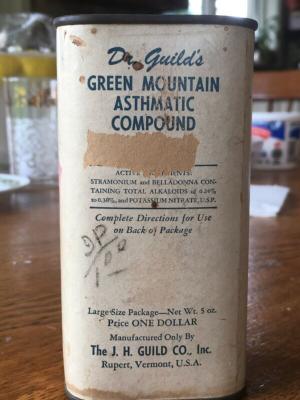 Dr. Guild's
GREEN MOUNTAIN
ASTHMATIC
COMPOUND
ACTIVE
STRAMONIUM and BELLADONNA CON-
TAINING TOTAL ALKALOIDS of 0.24%
to 0.36%, and POTASSIUM NITRATE, U.S.P.
Complete Directions for Use
on Back of Package
Large Size Package—Net Wt. 5 oz.
Price ONE DOLLAR
Manufactured Only By
The J. H. GUILD CO., Inc.
Rupert, Vermont, U.S.A.